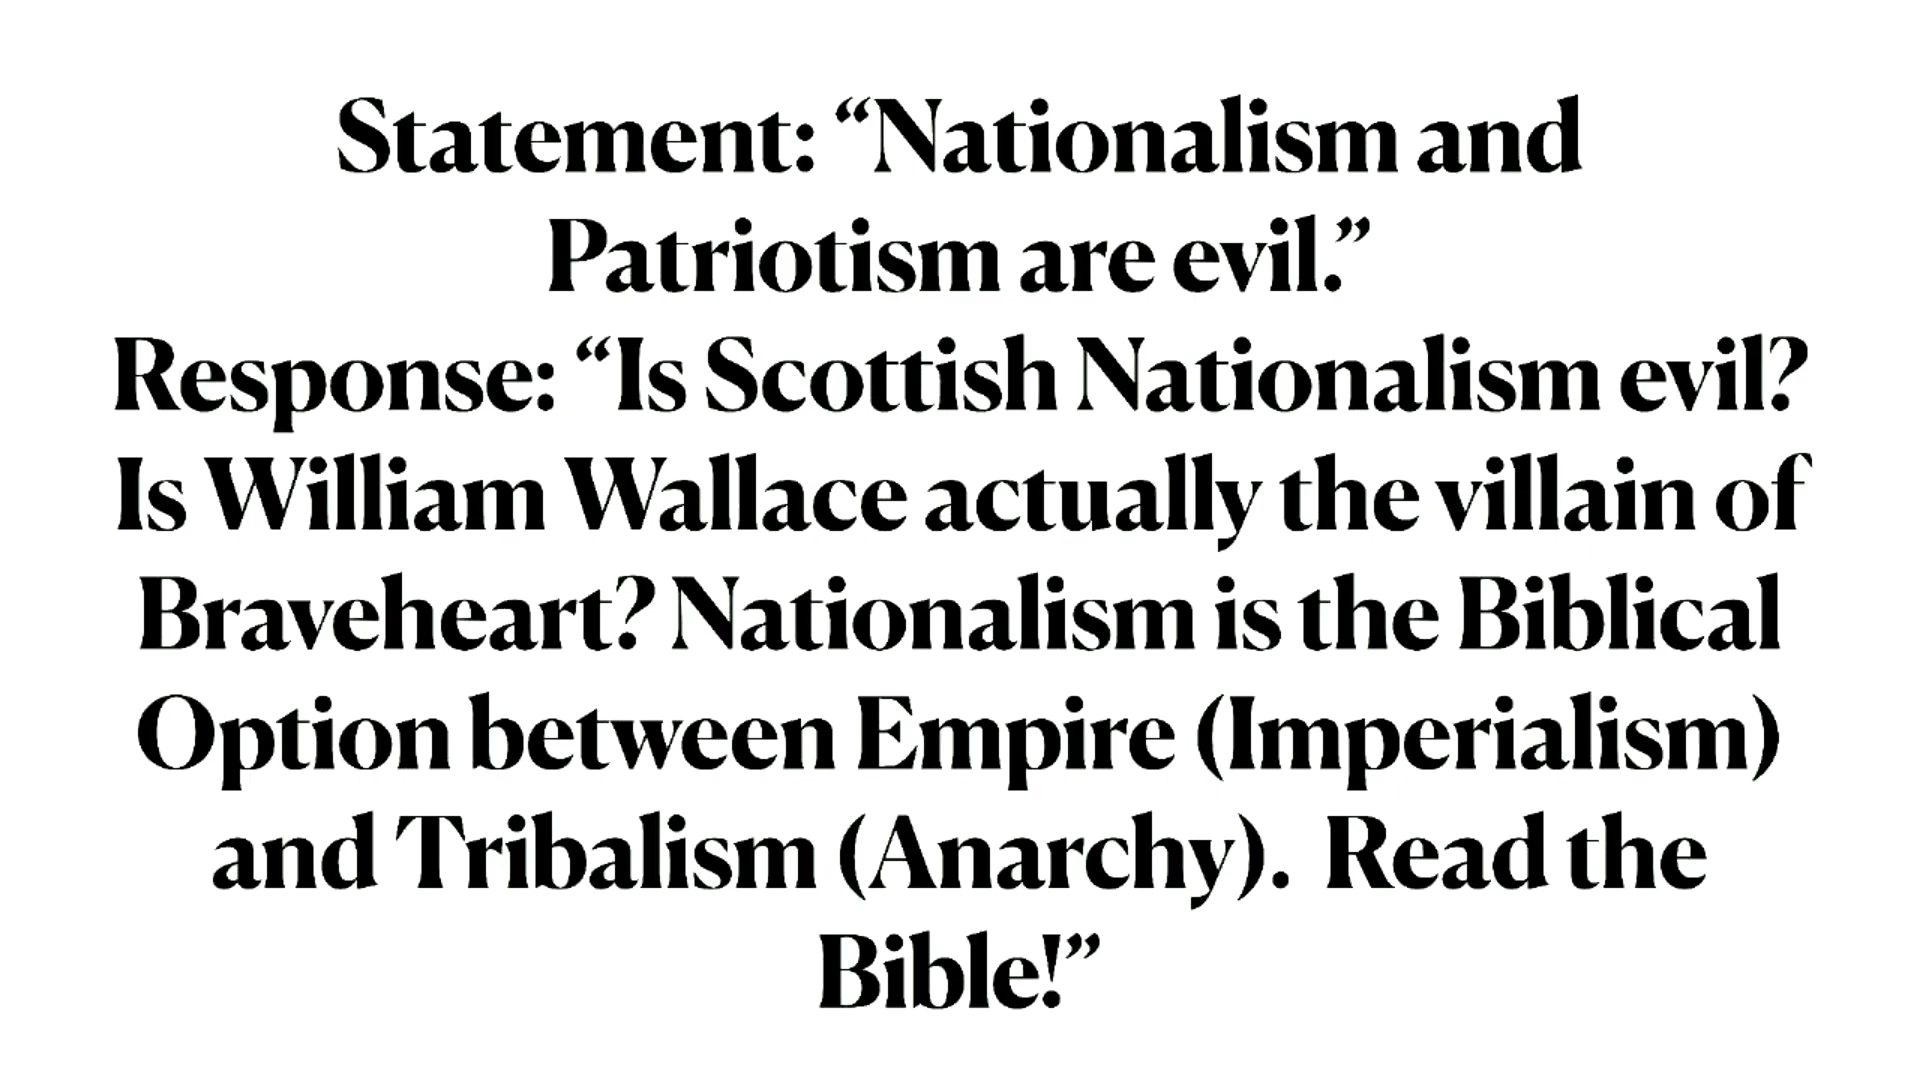 Statement: “Nationalism and
Patriotism are evil.”
Response: “Is Scottish Nationalism evil?
Is William Wallace actually the villain of
Braveheart? Nationalism is the Biblical
Option between Empire (Imperialism)
and Tribalism (Anarchy).  Read the
Bible!”